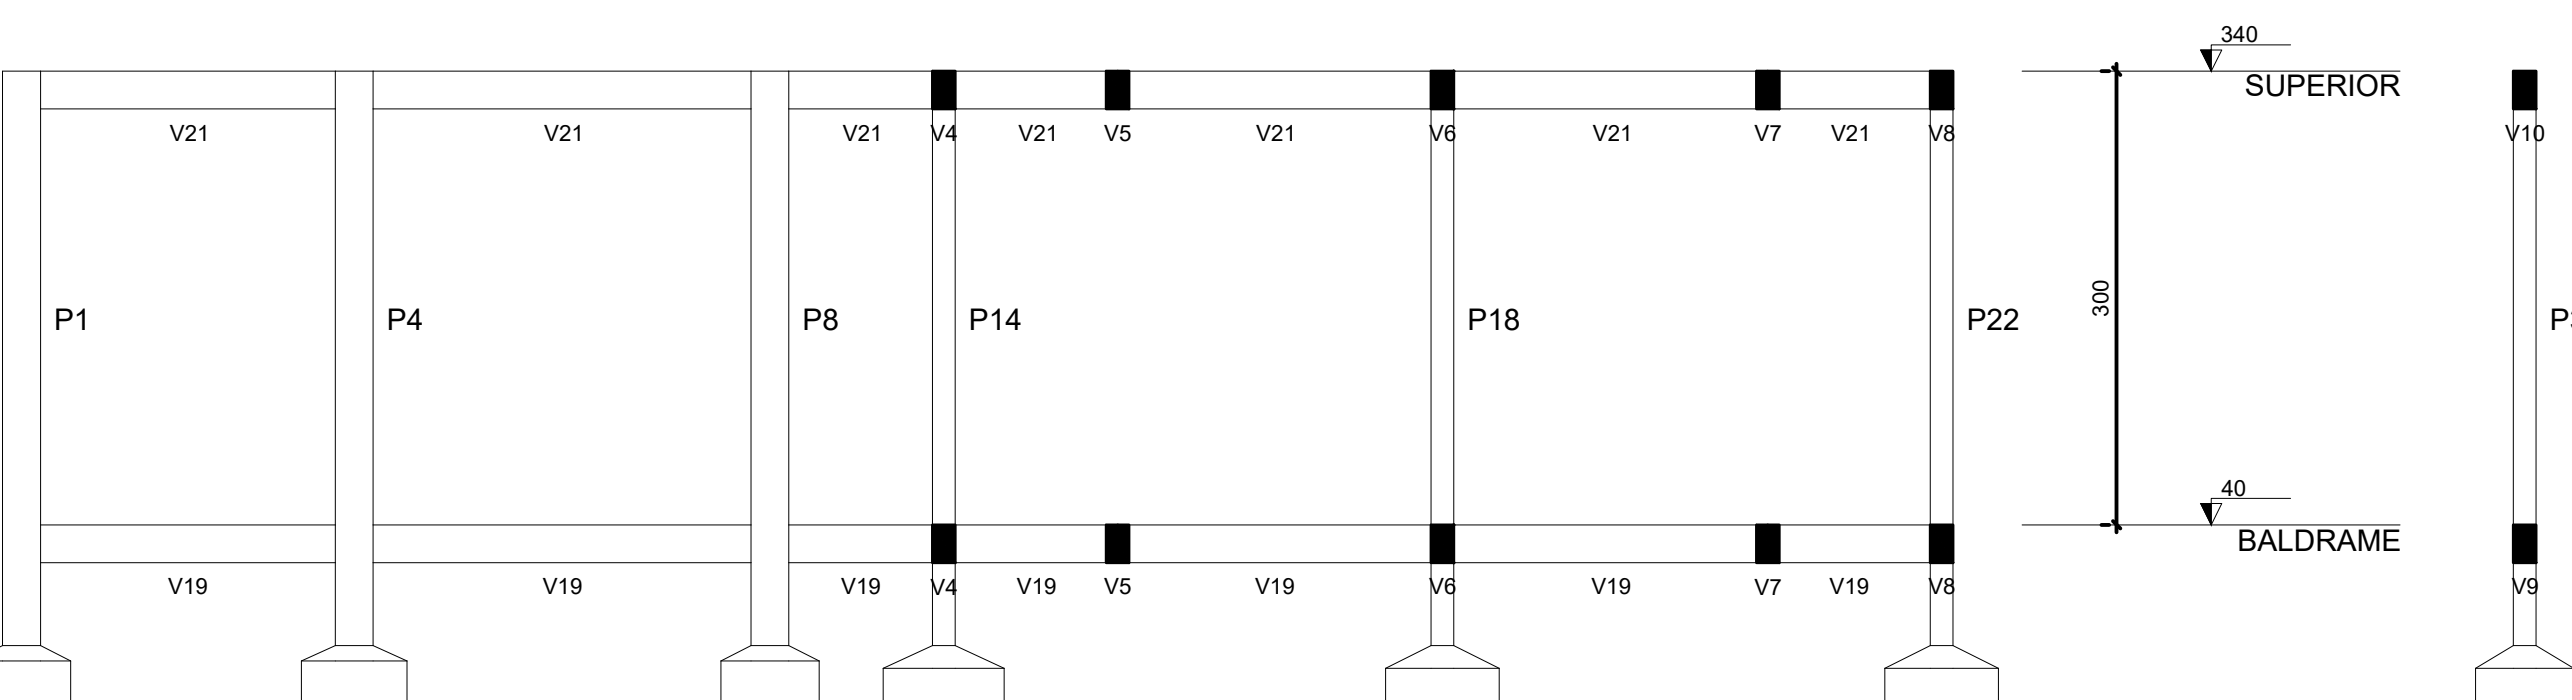 340
SUPERIOR
V21 V21 V21 V4 V21 V5 V21 V6 V21 V7 V21 V8 V10
300
P1 P4 P8 P14 P18 P22
40
BALDRAME
V19 V19 V19 V4 V19 V5 V19 V6 V19 V7 V19 V8 V9